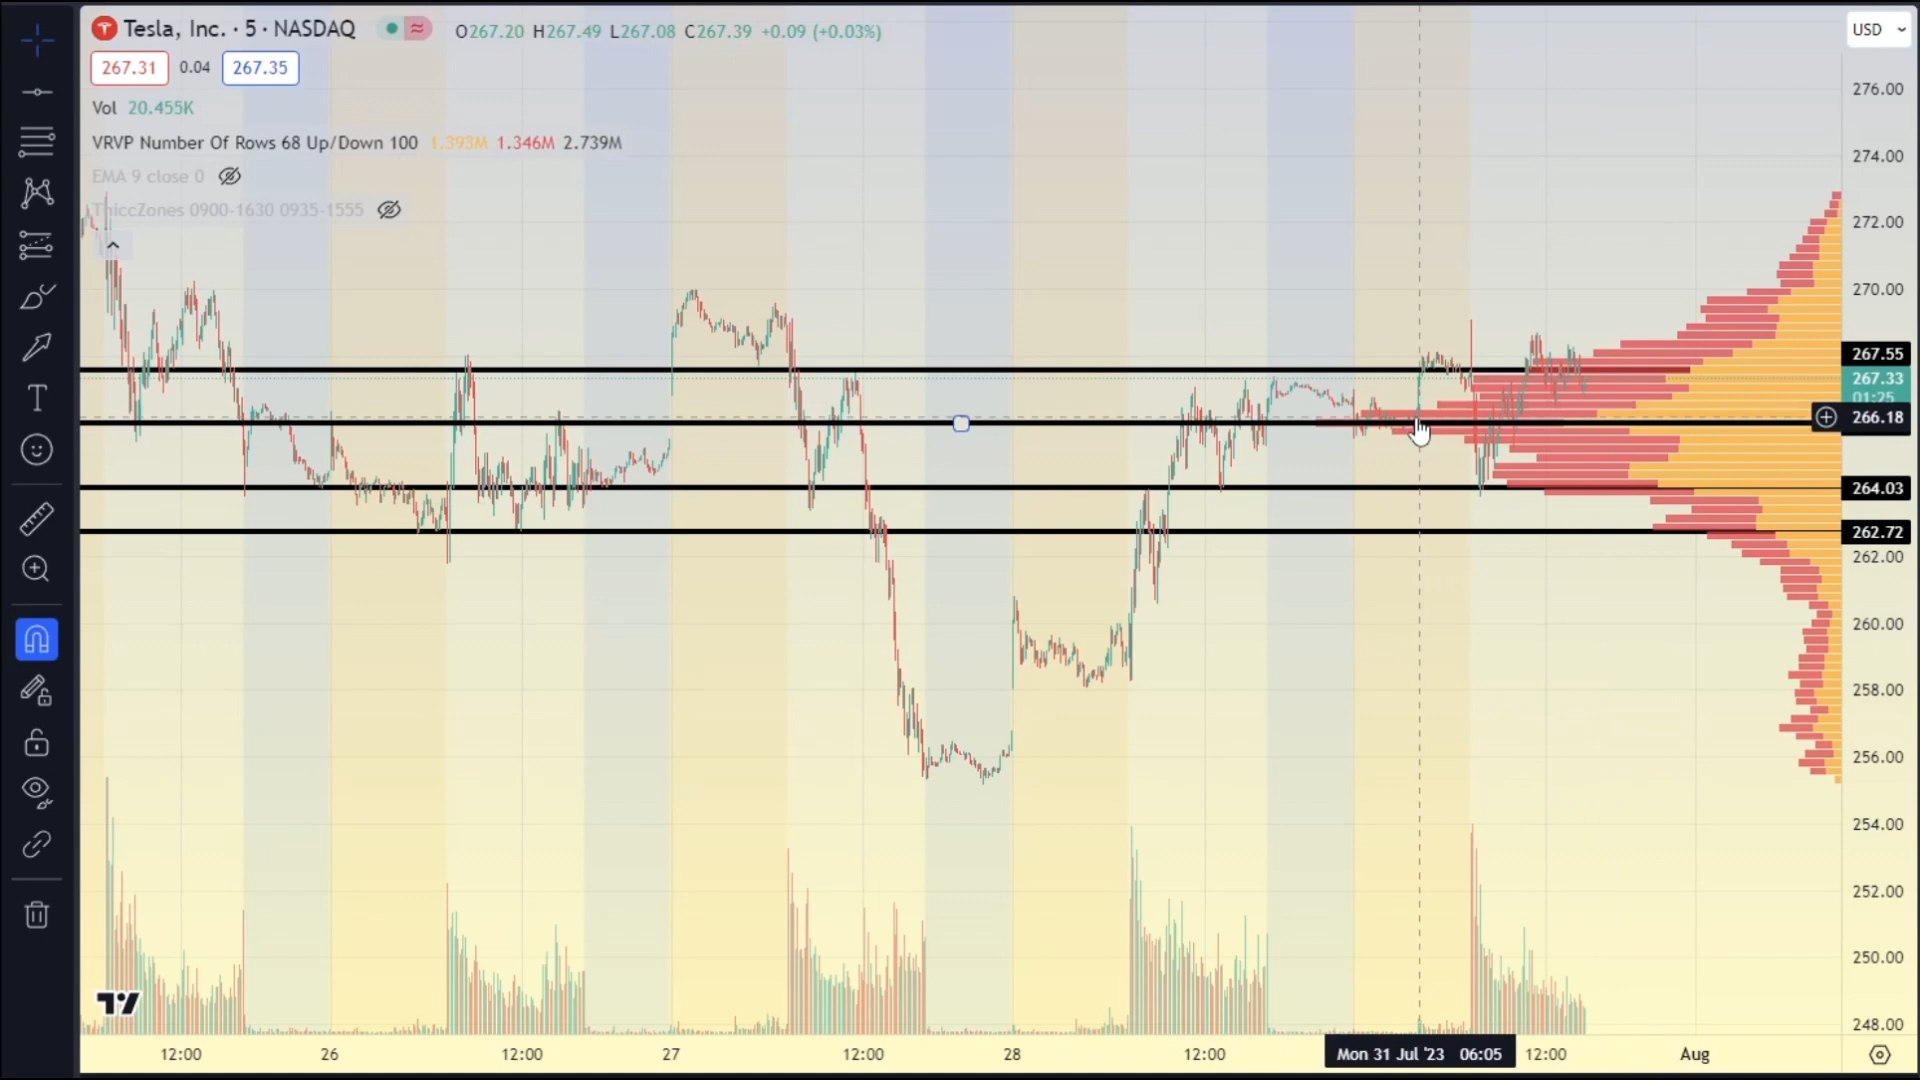 Tesla, Inc. · 5 · NASDAQ
O267.20 H267.49 L267.08 C267.39 +0.09 (+0.03%)
USD
267.31 0.04 267.35
Vol 20.455K
VRVP Number Of Rows 68 Up/Down 100 1.393M 1.346M 2.739M
EMA 9 close 0
ThiccZones 0900-1630 0935-1555
276.00
274.00
272.00
270.00
267.55
267.33
01:25
266.18
264.03
262.72
262.00
260.00
258.00
256.00
254.00
252.00
250.00
248.00
12:00 26 12:00 27 12:00 28 12:00 Mon 31 Jul '23 06:05 12:00 Aug